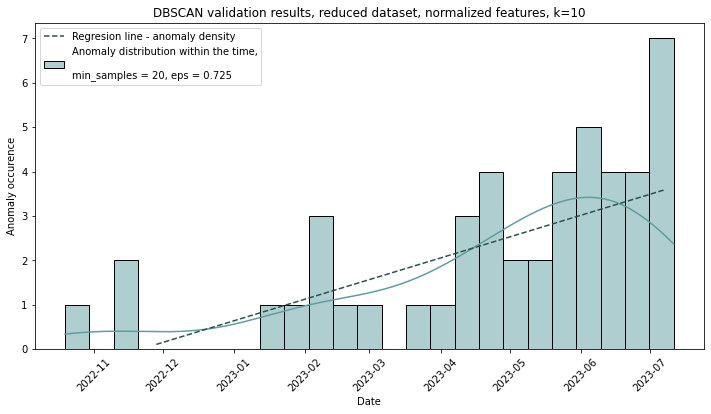 DBSCAN validation results, reduced dataset, normalized features, k=10
Regresion line - anomaly density
Anomaly distribution within the time,
min_samples = 20, eps = 0.725
Anomaly occurence
7
6
5
4
3
2
1
0
2022-11
2022-12
2023-01
2023-02
2023-03
2023-04
2023-05
2023-06
2023-07
Date